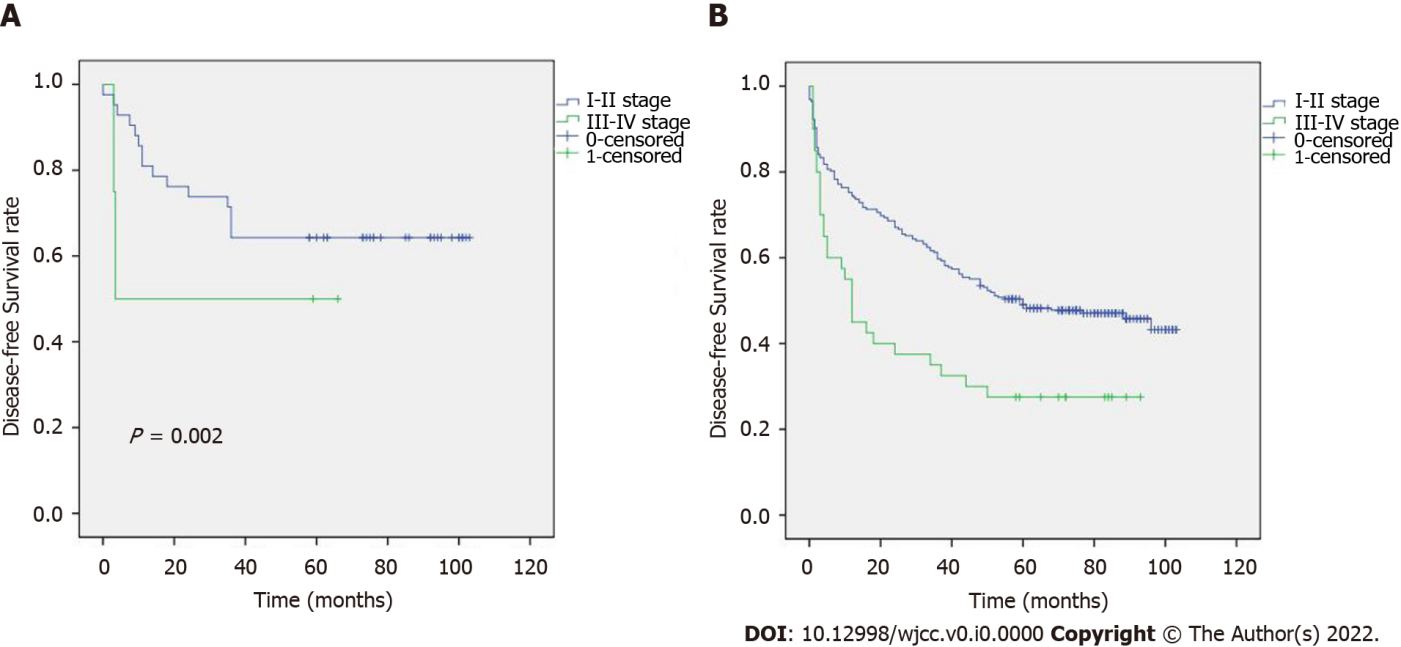 A
1.0
0.8
0.6
0.4
0.2
0.0
Disease-free Survival rate
P = 0.002
0 20 40 60 80 100 120
Time (months)
I-II stage
III-IV stage
0-censored
1-censored
B
1.0
0.8
0.6
0.4
0.2
0.0
Disease-free Survival rate
0 20 40 60 80 100 120
Time (months)
I-II stage
III-IV stage
0-censored
1-censored
DOI: 10.12998/wjcc.v0.i0.0000 Copyright © The Author(s) 2022.